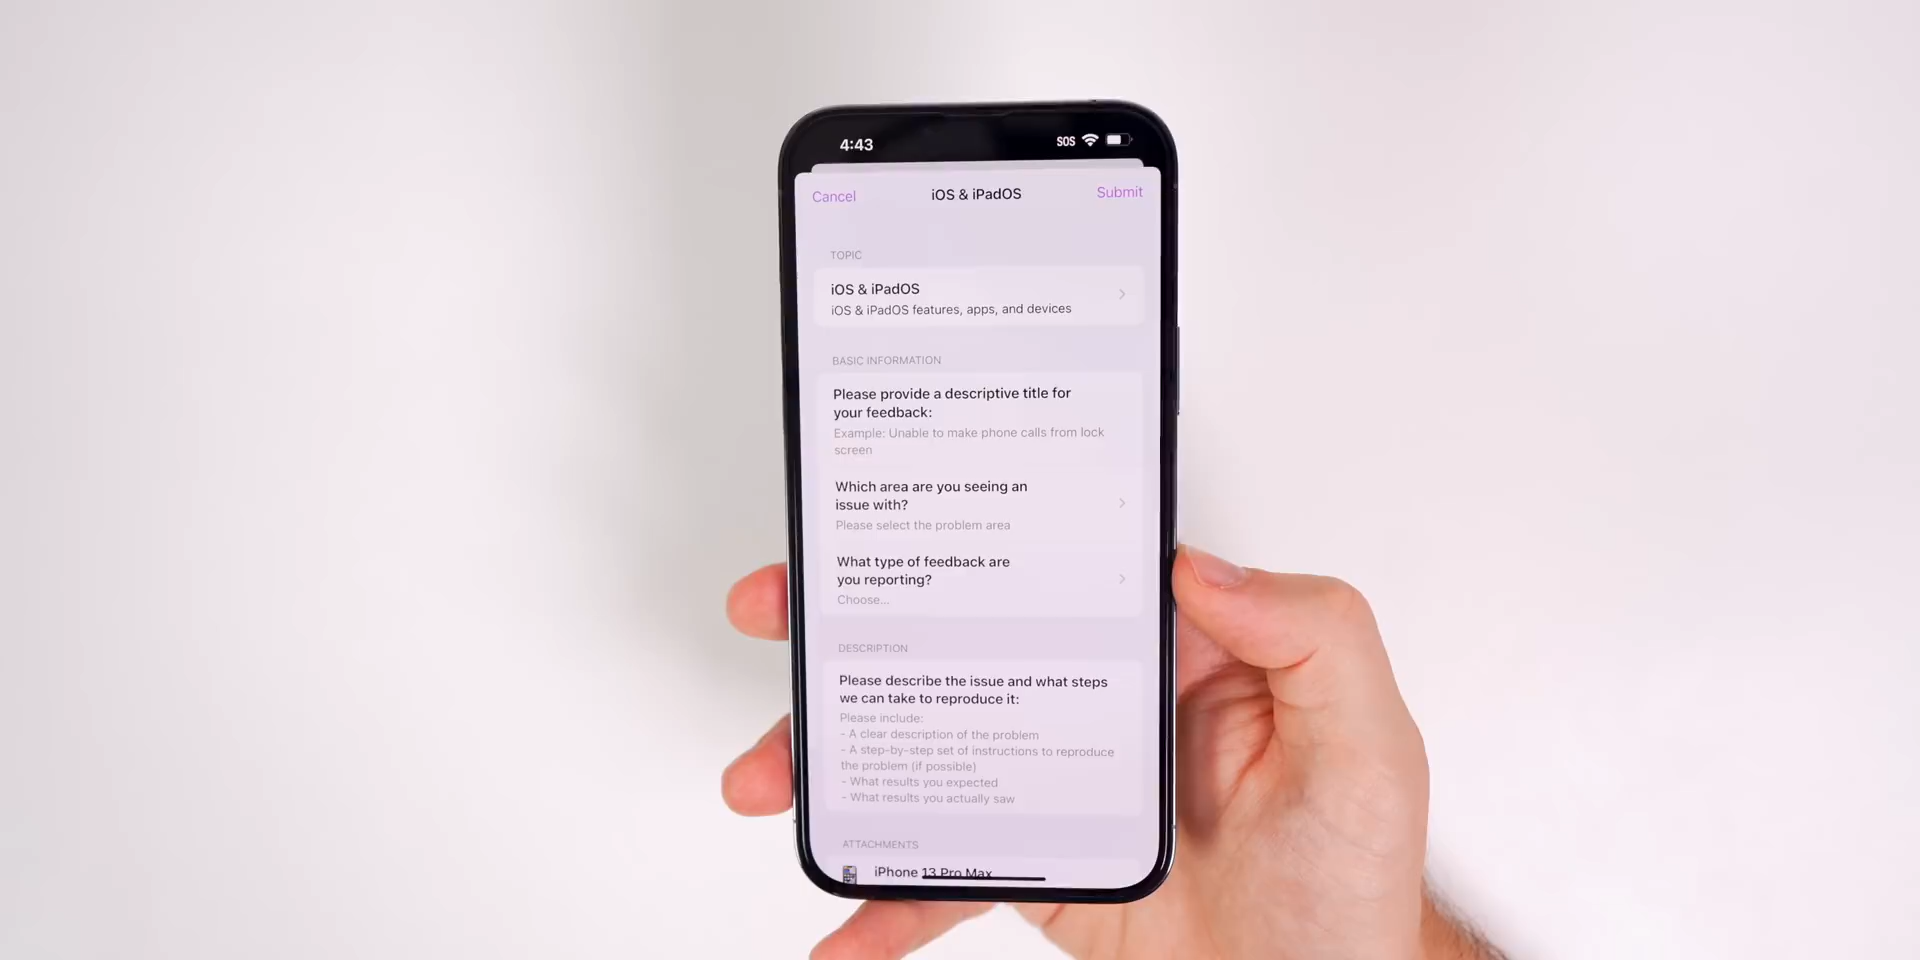 4:43
SOS
Cancel
iOS & iPadOS
Submit
TOPIC
iOS & iPadOS
iOS & iPadOS features, apps, and devices
BASIC INFORMATION
Please provide a descriptive title for
your feedback:
Example: Unable to make phone calls from lock
screen
Which area are you seeing an
issue with?
Please select the problem area
What type of feedback are
you reporting?
Choose...
DESCRIPTION
Please describe the issue and what steps
we can take to reproduce it:
Please include:
- A clear description of the problem
- A step-by-step set of instructions to reproduce
the problem (if possible)
- What results you expected
- What results you actually saw
ATTACHMENTS
iPhone 13 Pro Max